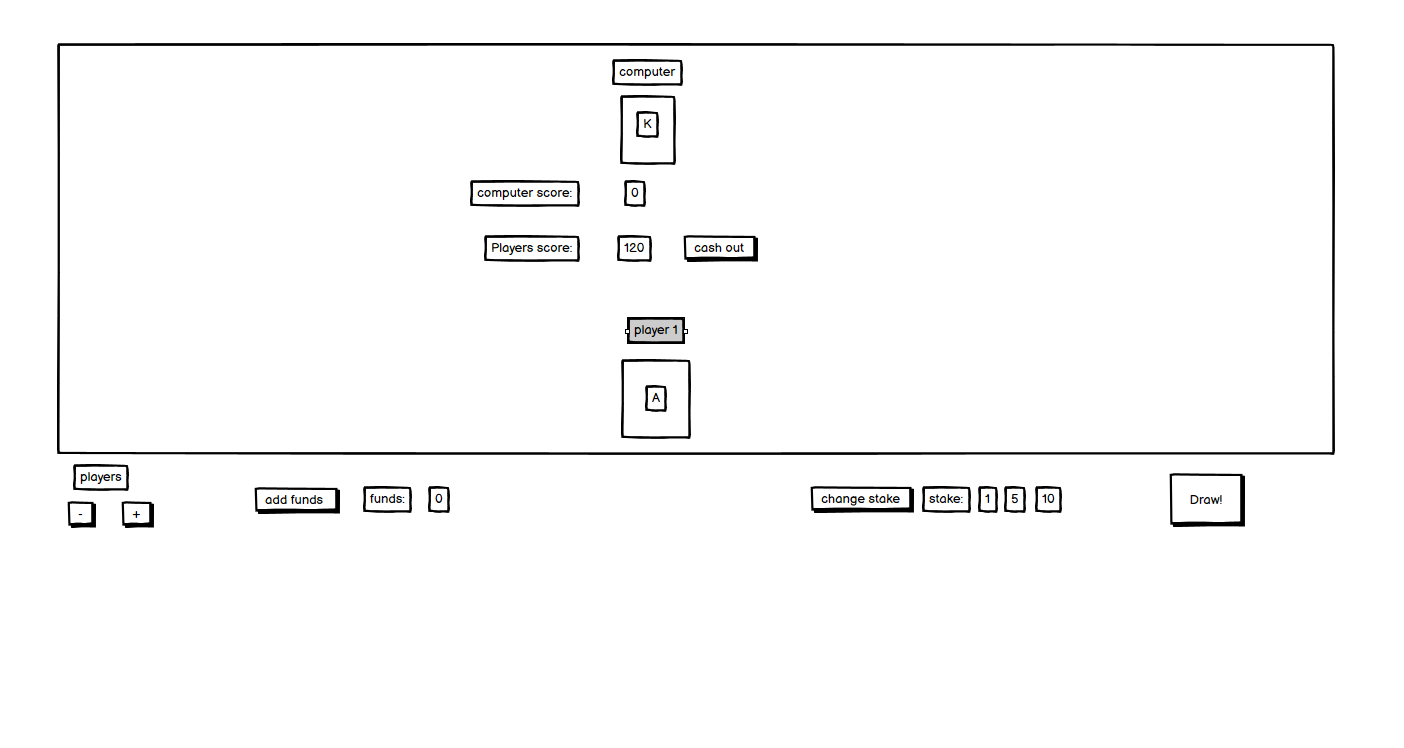 computer
K
computer score: 0
Players score: 120 cash out
player 1
A
players
- +
add funds funds: 0
change stake stake: 1 5 10
Draw!